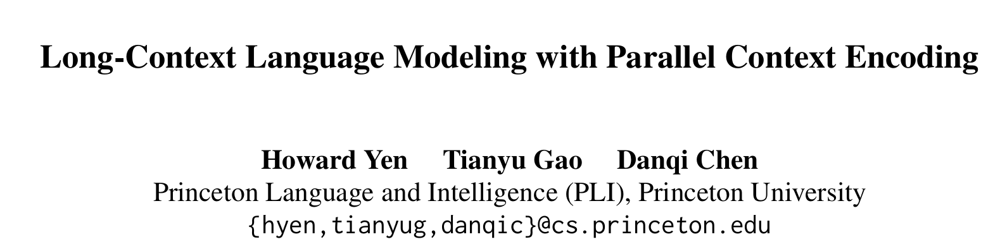 Long-Context Language Modeling with Parallel Context Encoding
Howard Yen Tianyu Gao Danqi Chen
Princeton Language and Intelligence (PLI), Princeton University
{hyen,tianyug,danqic}@cs.princeton.edu